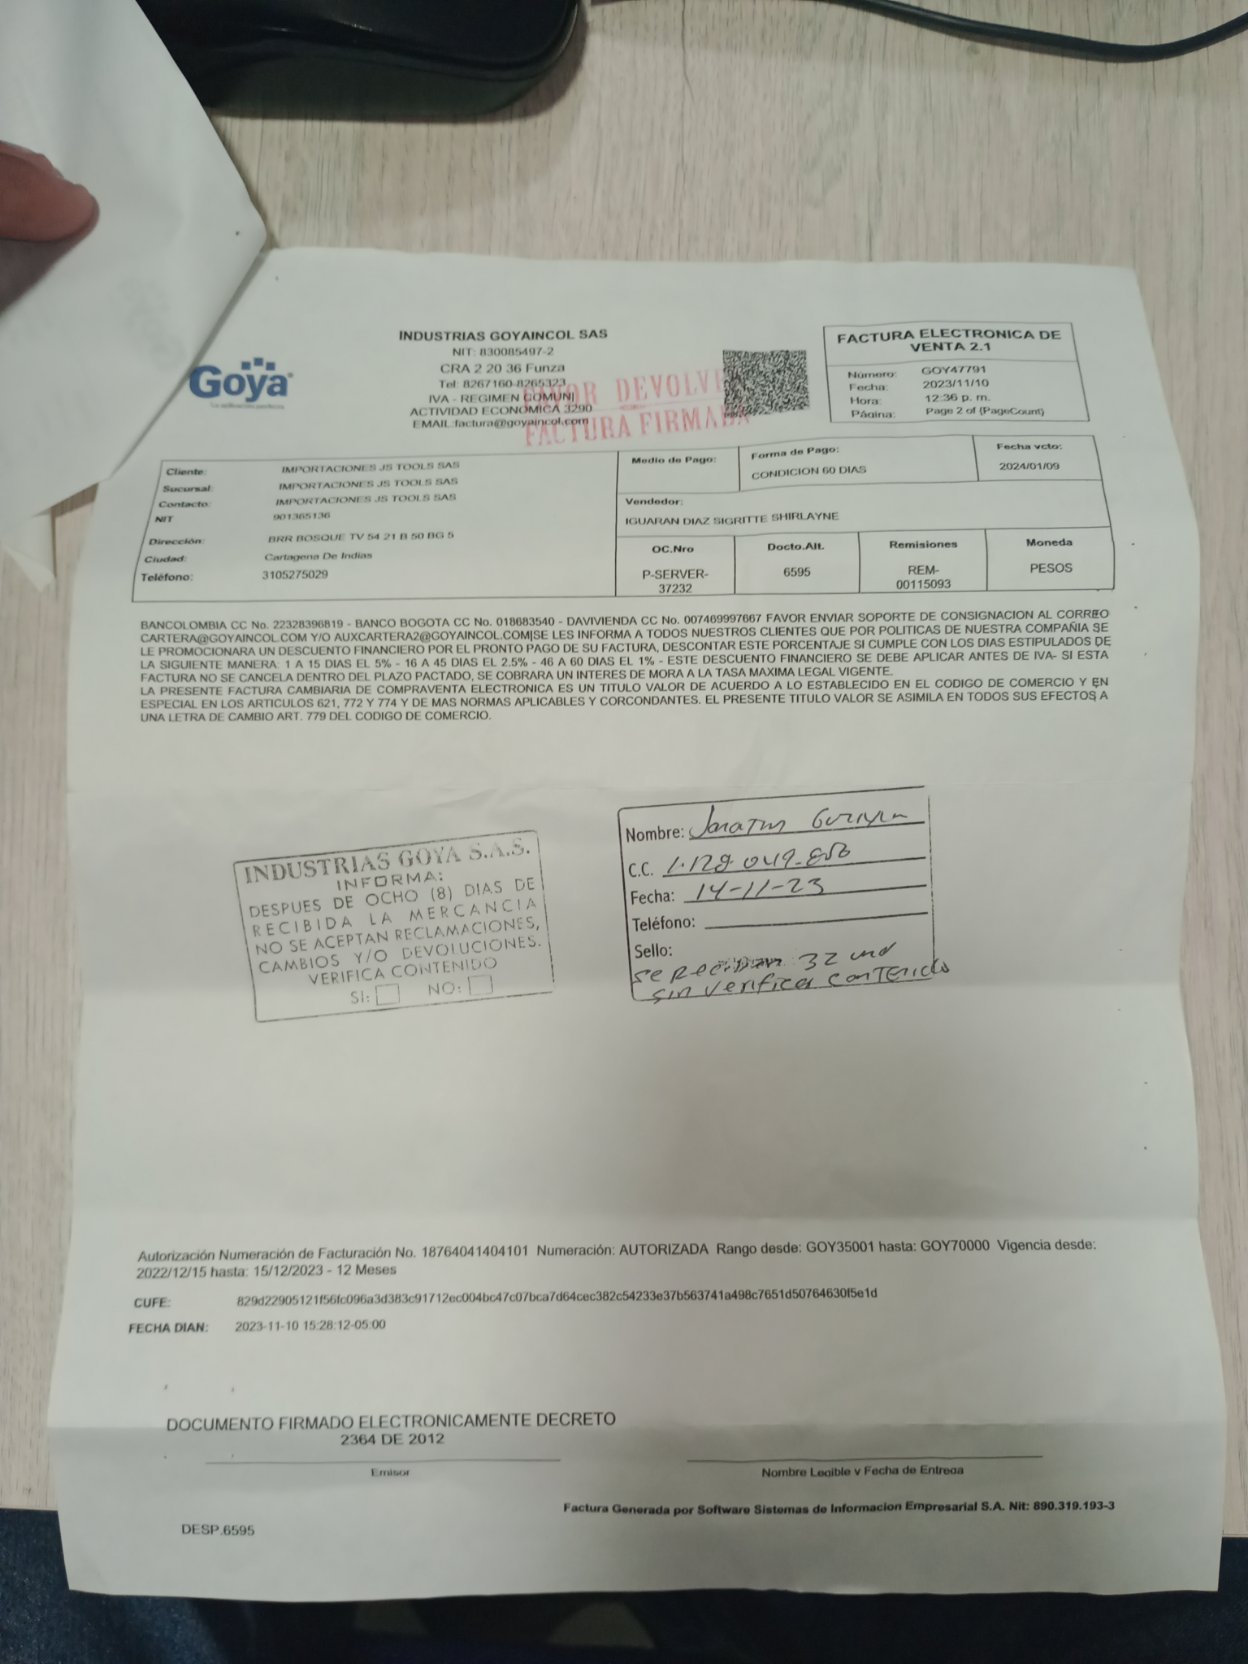 INDUSTRIAS GOYAINCOL SAS
NIT: 830085497-2
CRA 2 20 36 Funza
Tel: 8267160-8265323
IVA - REGIMEN COMUN|
ACTIVIDAD ECONOMICA 3290
EMAIL:factura@goyaincol.com
Goya
FAVOR DEVOLVER
FACTURA FIRMADA
FACTURA ELECTRONICA DE
VENTA 2.1
Número: GOY47791
Fecha: 2023/11/10
Hora: 12:36 p. m.
Página: Page 2 of {PageCount}
Cliente: IMPORTACIONES JS TOOLS SAS
Sucursal: IMPORTACIONES JS TOOLS SAS
Contacto: IMPORTACIONES JS TOOLS SAS
NIT 901365136
Dirección: BRR BOSQUE TV 54 21 B 50 BG 5
Ciudad: Cartagena De Indias
Teléfono: 3105275029
Medio de Pago:
Forma de Pago:
CONDICION 60 DIAS
Fecha vcto:
2024/01/09
Vendedor:
IGUARAN DIAZ SIGRITTE SHIRLAYNE
OC.Nro Docto.Alt. Remisiones Moneda
P-SERVER-37232 6595 REM-00115093 PESOS
BANCOLOMBIA CC No. 22328396819 - BANCO BOGOTA CC No. 018683540 - DAVIVIENDA CC No. 007469997667 FAVOR ENVIAR SOPORTE DE CONSIGNACION AL CORREO
CARTERA@GOYAINCOL.COM Y/O AUXCARTERA2@GOYAINCOL.COM|SE LES INFORMA A TODOS NUESTROS CLIENTES QUE POR POLITICAS DE NUESTRA COMPAÑIA SE
LE PROMOCIONARA UN DESCUENTO FINANCIERO POR EL PRONTO PAGO DE SU FACTURA, DESCONTAR ESTE PORCENTAJE SI CUMPLE CON LOS DIAS ESTIPULADOS DE
LA SIGUIENTE MANERA: 1 A 15 DIAS EL 5% - 16 A 45 DIAS EL 2.5% - 46 A 60 DIAS EL 1% - ESTE DESCUENTO FINANCIERO SE DEBE APLICAR ANTES DE IVA- SI ESTA
FACTURA NO SE CANCELA DENTRO DEL PLAZO PACTADO, SE COBRARA UN INTERES DE MORA A LA TASA MAXIMA LEGAL VIGENTE.
LA PRESENTE FACTURA CAMBIARIA DE COMPRAVENTA ELECTRONICA ES UN TITULO VALOR DE ACUERDO A LO ESTABLECIDO EN EL CODIGO DE COMERCIO Y EN
ESPECIAL EN LOS ARTICULOS 621, 772 Y 774 Y DE MAS NORMAS APLICABLES Y CORCONDANTES. EL PRESENTE TITULO VALOR SE ASIMILA EN TODOS SUS EFECTOS A
UNA LETRA DE CAMBIO ART. 779 DEL CODIGO DE COMERCIO.
INDUSTRIAS GOYA S.A.S.
INFORMA:
DESPUES DE OCHO (8) DIAS DE
RECIBIDA LA MERCANCIA
NO SE ACEPTAN RECLAMACIONES,
CAMBIOS Y/O DEVOLUCIONES.
VERIFICA CONTENIDO
SI: NO:
Nombre:
C.C. 1.128 049.
Fecha: 14-11-23
Teléfono:
Sello:
se reciben 32 und
sin verificar contenido
Autorización Numeración de Facturación No. 18764041404101 Numeración: AUTORIZADA Rango desde: GOY35001 hasta: GOY70000 Vigencia desde:
2022/12/15 hasta: 15/12/2023 - 12 Meses
CUFE: 829d22905121f56fc096a3d383c91712ec004bc47c07bca7d64cec382c54233e37b563741a498c7651d50764630f5e1d
FECHA DIAN: 2023-11-10 15:28:12-05:00
DOCUMENTO FIRMADO ELECTRONICAMENTE DECRETO
2364 DE 2012
Emisor
Nombre Legible y Fecha de Entrega
Factura Generada por Software Sistemas de Informacion Empresarial S.A. Nit: 890.319.193-3
DESP.6595